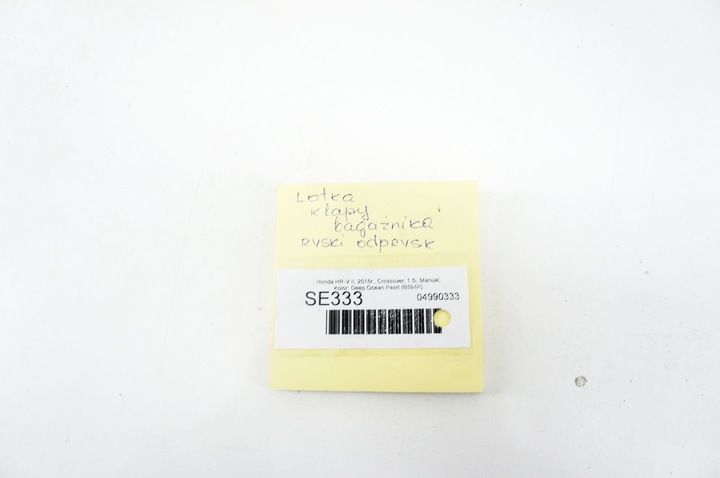 Lotka
klapy
bagażnika
ryski odprysk
Honda HR-V II, 2015r., Crossover, 1.5i, Manual,
Kolor: Deep Ocean Pearl (B594P)
SE333
04990333